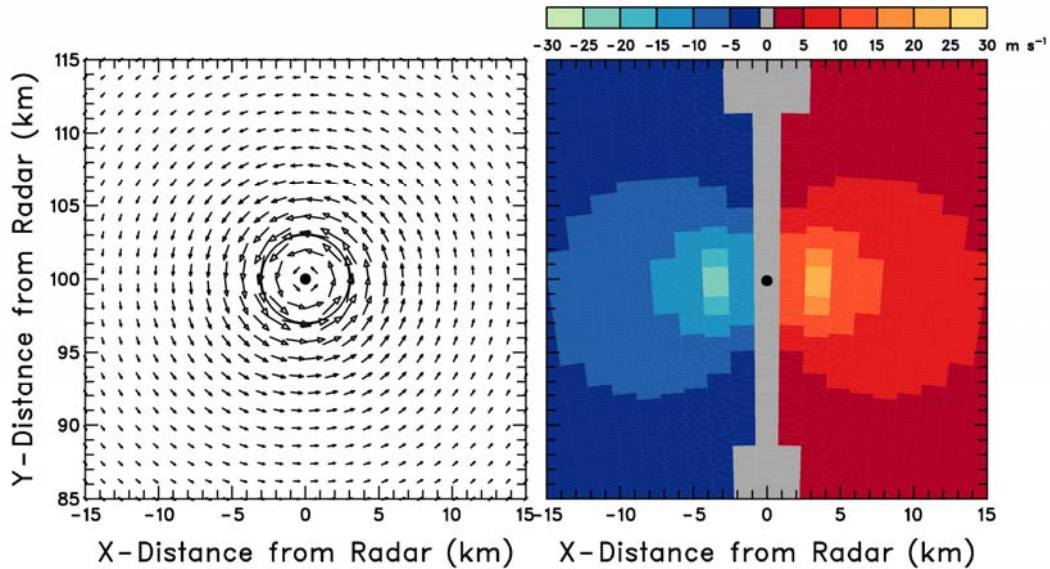 -30 -25 -20 -15 -10 -5 0 5 10 15 20 25 30 m s⁻¹
Y-Distance from Radar (km)
115
110
105
100
95
90
85
-15 -10 -5 0 5 10 15
-15 -10 -5 0 5 10 15
X-Distance from Radar (km)
X-Distance from Radar (km)